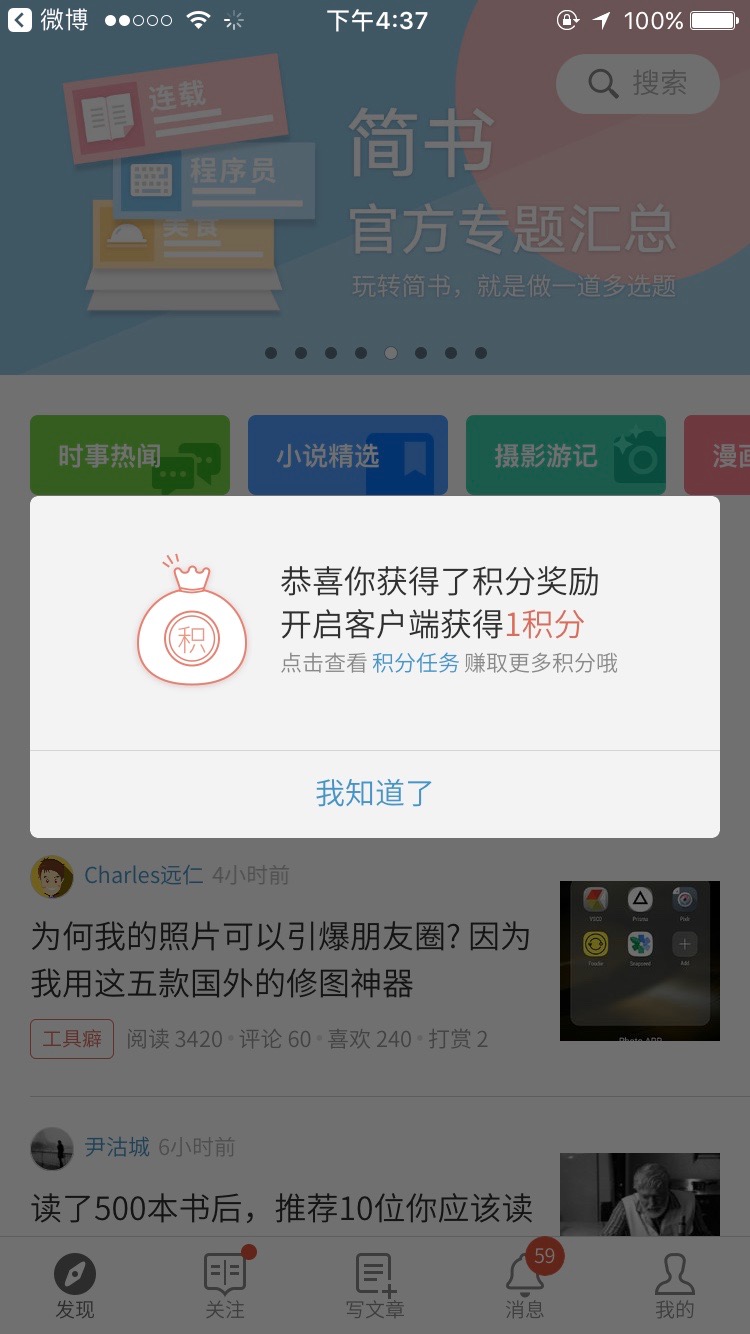 微博
下午4:37
100%
搜索
连载
程序员
美食
简书
官方专题汇总
玩转简书，就是做一道多选题
时事热闻
小说精选
摄影游记
漫画
恭喜你获得了积分奖励
开启客户端获得1积分
点击查看 积分任务 赚取更多积分哦
积
我知道了
Charles远仁 4小时前
为何我的照片可以引爆朋友圈? 因为
我用这五款国外的修图神器
工具癖 阅读 3420 · 评论 60 · 喜欢 240 · 打赏 2
VSCO
Prisma
Snapseed
Add
尹沽城 6小时前
读了500本书后，推荐10位你应该读
59
发现
关注
写文章
消息
我的